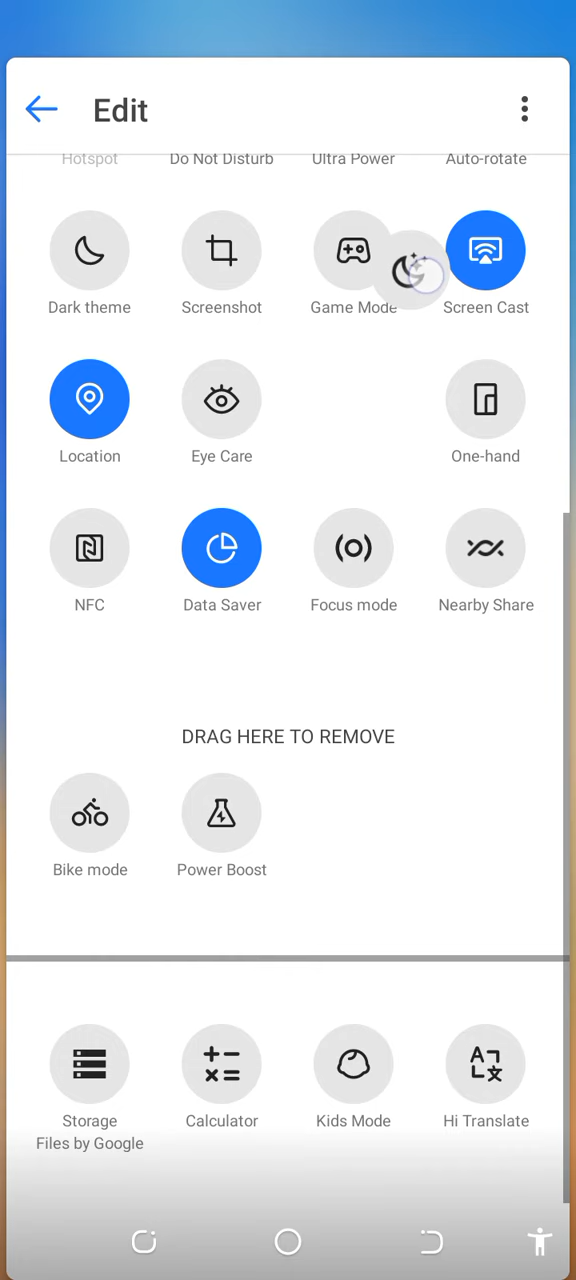 Edit
Hotspot Do Not Disturb Ultra Power Auto-rotate
Dark theme Screenshot Game Mode Screen Cast
Location Eye Care One-hand
NFC Data Saver Focus mode Nearby Share
DRAG HERE TO REMOVE
Bike mode Power Boost
Storage Calculator Kids Mode Hi Translate
Files by Google